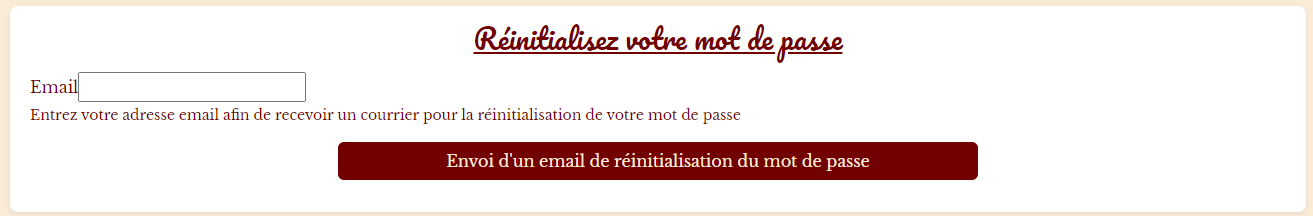 Réinitialisez votre mot de passe
Email
Entrez votre adresse email afin de recevoir un courrier pour la réinitialisation de votre mot de passe
Envoi d'un email de réinitialisation du mot de passe